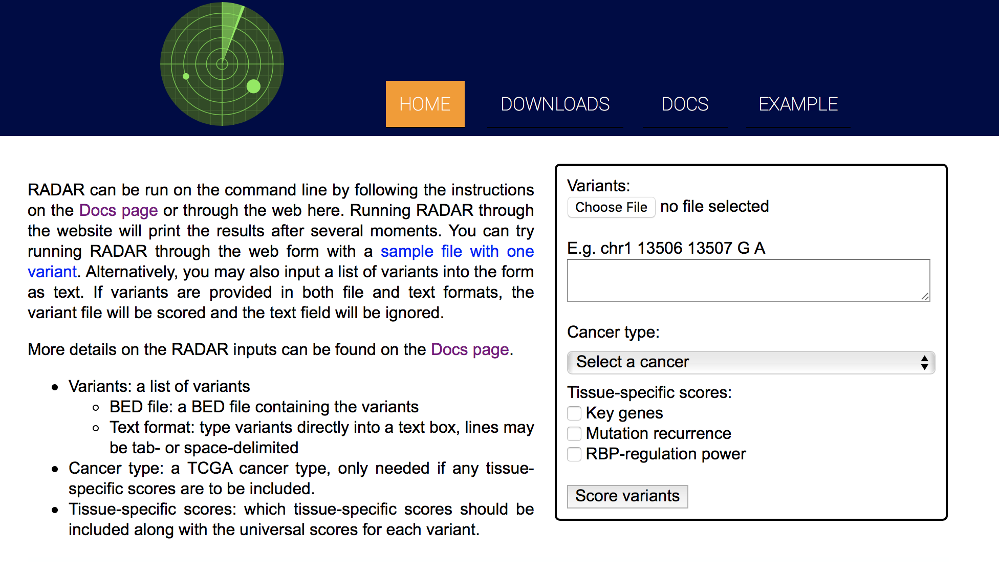 HOME DOWNLOADS DOCS EXAMPLE
RADAR can be run on the command line by following the instructions
on the Docs page or through the web here. Running RADAR through
the website will print the results after several moments. You can try
running RADAR through the web form with a sample file with one
variant. Alternatively, you may also input a list of variants into the form
as text. If variants are provided in both file and text formats, the
variant file will be scored and the text field will be ignored.
More details on the RADAR inputs can be found on the Docs page.
• Variants: a list of variants
◦ BED file: a BED file containing the variants
◦ Text format: type variants directly into a text box, lines may
be tab- or space-delimited
• Cancer type: a TCGA cancer type, only needed if any tissue-
specific scores are to be included.
• Tissue-specific scores: which tissue-specific scores should be
included along with the universal scores for each variant.
Variants:
Choose File no file selected
E.g. chr1 13506 13507 G A
Cancer type:
Select a cancer
Tissue-specific scores:
Key genes
Mutation recurrence
RBP-regulation power
Score variants